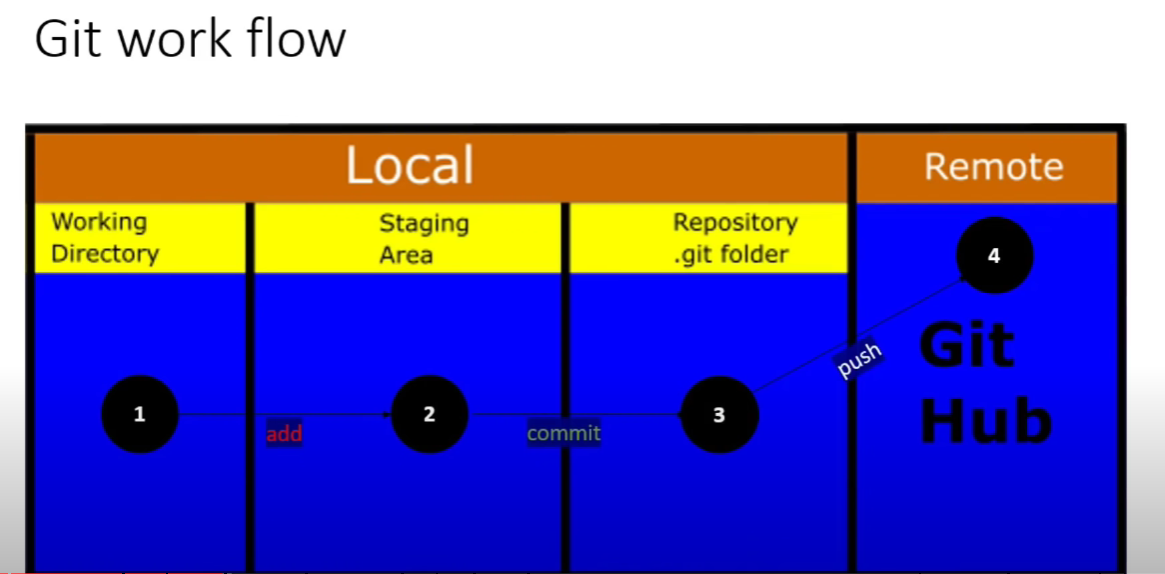 Git work flow
Local
Remote
Working
Directory
Staging
Area
Repository
.git folder
4
Git
Hub
push
1
2
3
add
commit